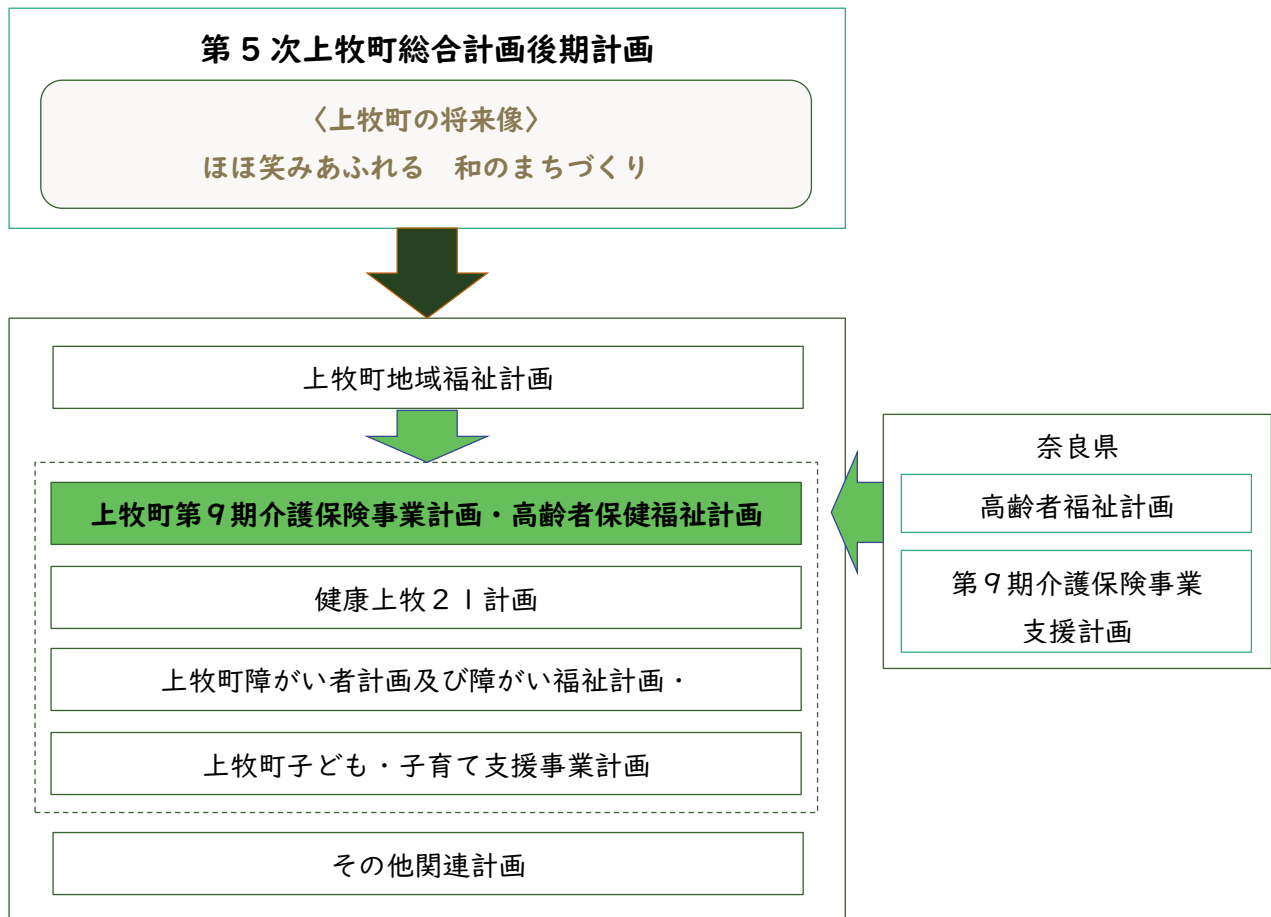 第５次上牧町総合計画後期計画
〈上牧町の将来像〉
ほほ笑みあふれる　和のまちづくり
上牧町地域福祉計画
上牧町第９期介護保険事業計画・高齢者保健福祉計画
健康上牧２１計画
上牧町障がい者計画及び障がい福祉計画・
上牧町子ども・子育て支援事業計画
その他関連計画
奈良県
高齢者福祉計画
第９期介護保険事業
支援計画